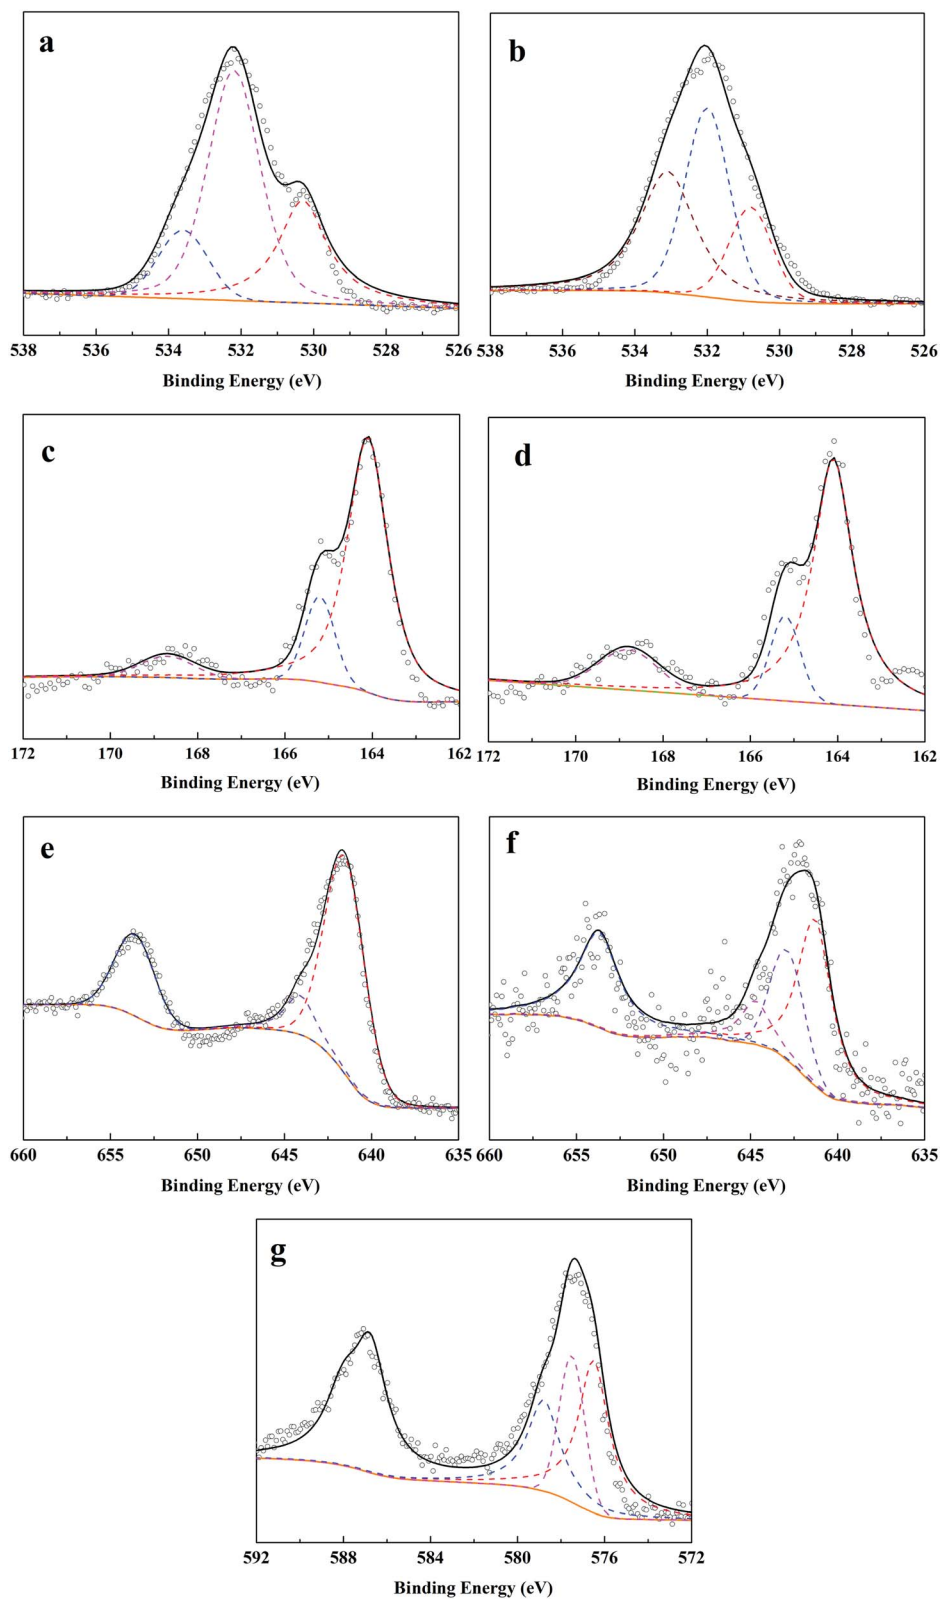 a
538 536 534 532 530 528 526
Binding Energy (eV)
b
538 536 534 532 530 528 526
Binding Energy (eV)
c
172 170 168 166 164 162
Binding Energy (eV)
d
172 170 168 166 164 162
Binding Energy (eV)
e
660 655 650 645 640 635
Binding Energy (eV)
f
660 655 650 645 640 635
Binding Energy (eV)
g
592 588 584 580 576 572
Binding Energy (eV)